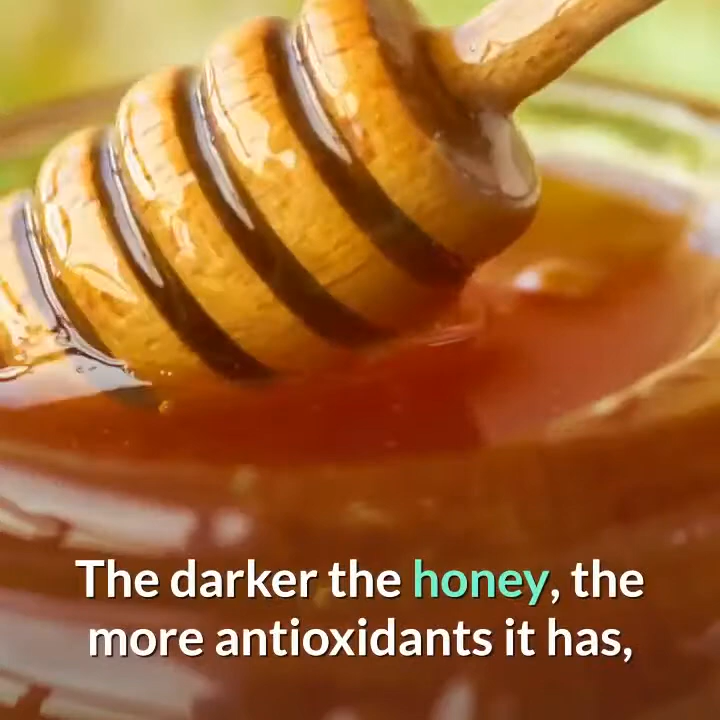 The darker the honey, the
more antioxidants it has,